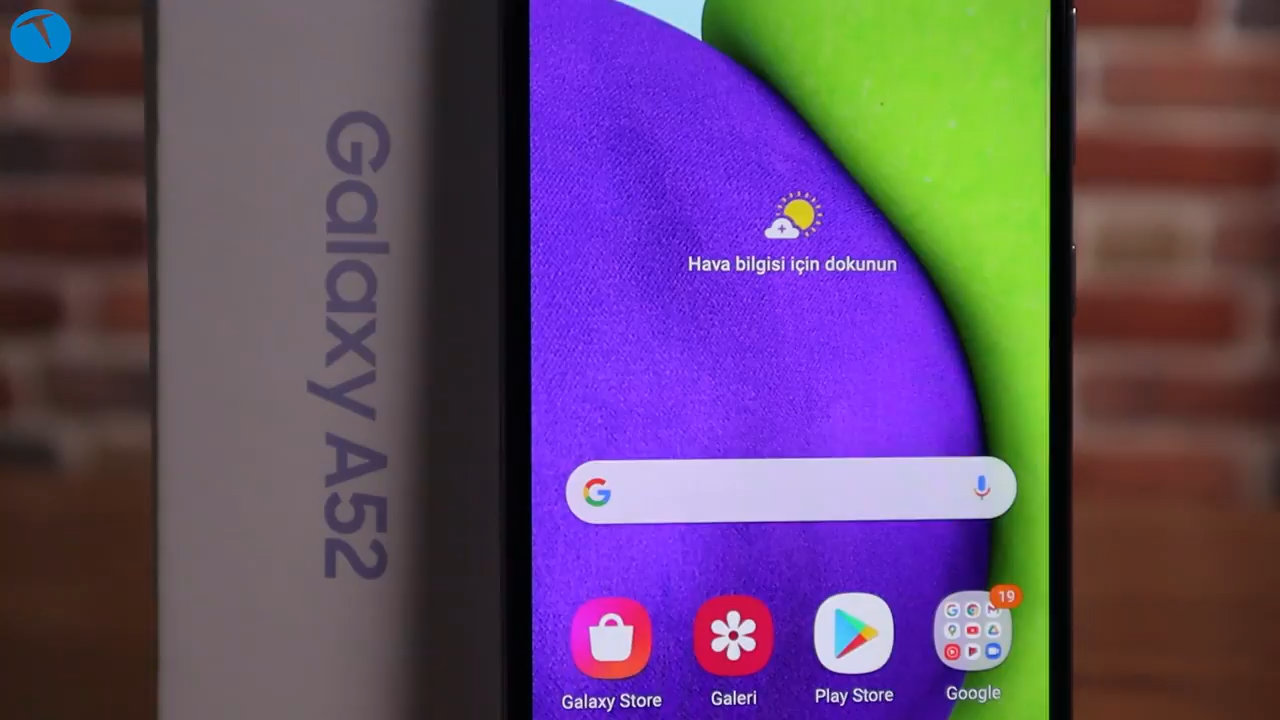 Galaxy A52
Hava bilgisi için dokunun
19
Galaxy Store
Galeri
Play Store
Google